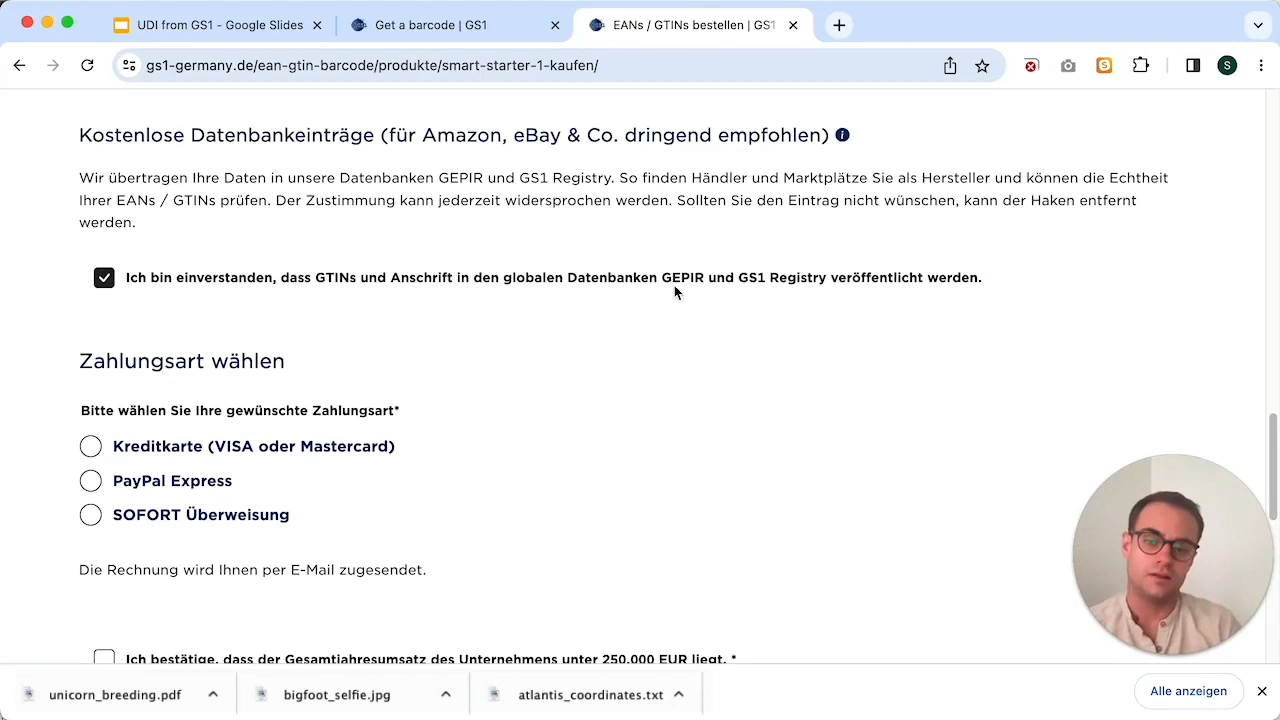 UDI from GS1 - Google Slides
Get a barcode | GS1
EANs / GTINs bestellen | GS1
gs1-germany.de/ean-gtin-barcode/produkte/smart-starter-1-kaufen/
S
S
Kostenlose Datenbankeinträge (für Amazon, eBay & Co. dringend empfohlen) i
Wir übertragen Ihre Daten in unsere Datenbanken GEPIR und GS1 Registry. So finden Händler und Marktplätze Sie als Hersteller und können die Echtheit
Ihrer EANs / GTINs prüfen. Der Zustimmung kann jederzeit widersprochen werden. Sollten Sie den Eintrag nicht wünschen, kann der Haken entfernt
werden.
Ich bin einverstanden, dass GTINs und Anschrift in den globalen Datenbanken GEPIR und GS1 Registry veröffentlicht werden.
Zahlungsart wählen
Bitte wählen Sie Ihre gewünschte Zahlungsart*
Kreditkarte (VISA oder Mastercard)
PayPal Express
SOFORT Überweisung
Die Rechnung wird Ihnen per E-Mail zugesendet.
Ich bestätige, dass der Gesamtjahresumsatz des Unternehmens unter 250.000 EUR liegt. *
unicorn_breeding.pdf
bigfoot_selfie.jpg
atlantis_coordinates.txt
Alle anzeigen